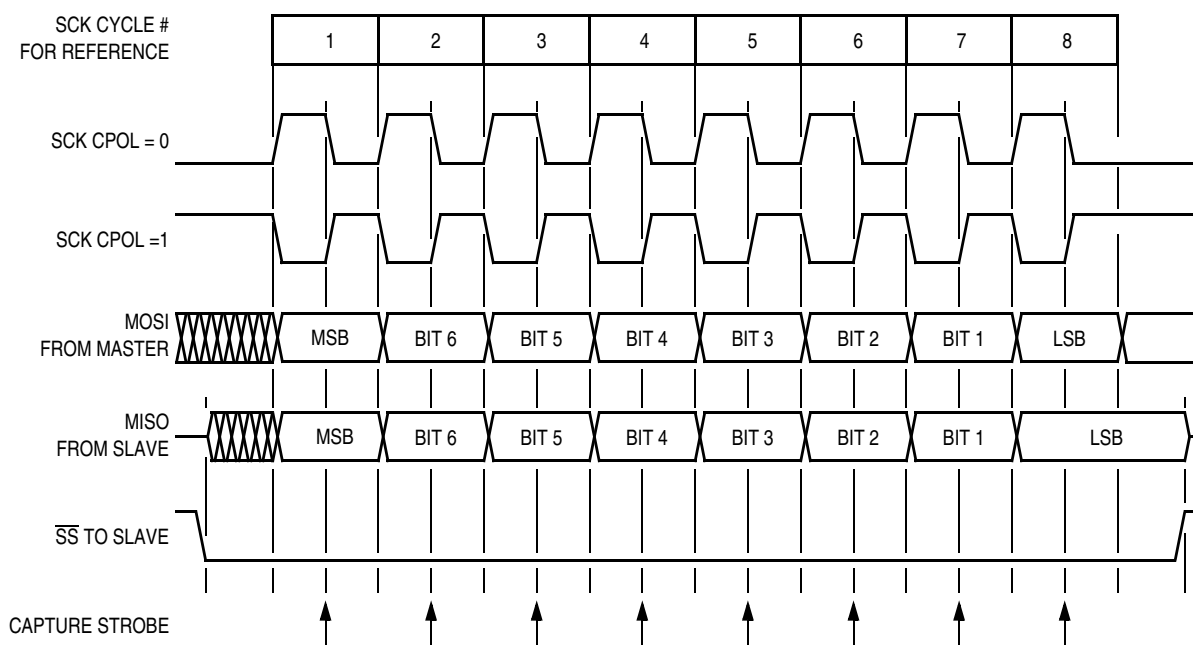 SCK CYCLE #
FOR REFERENCE
1 2 3 4 5 6 7 8
SCK CPOL = 0
SCK CPOL =1
MOSI
FROM MASTER
MSB BIT 6 BIT 5 BIT 4 BIT 3 BIT 2 BIT 1 LSB
MISO
FROM SLAVE
MSB BIT 6 BIT 5 BIT 4 BIT 3 BIT 2 BIT 1 LSB
SS TO SLAVE
CAPTURE STROBE